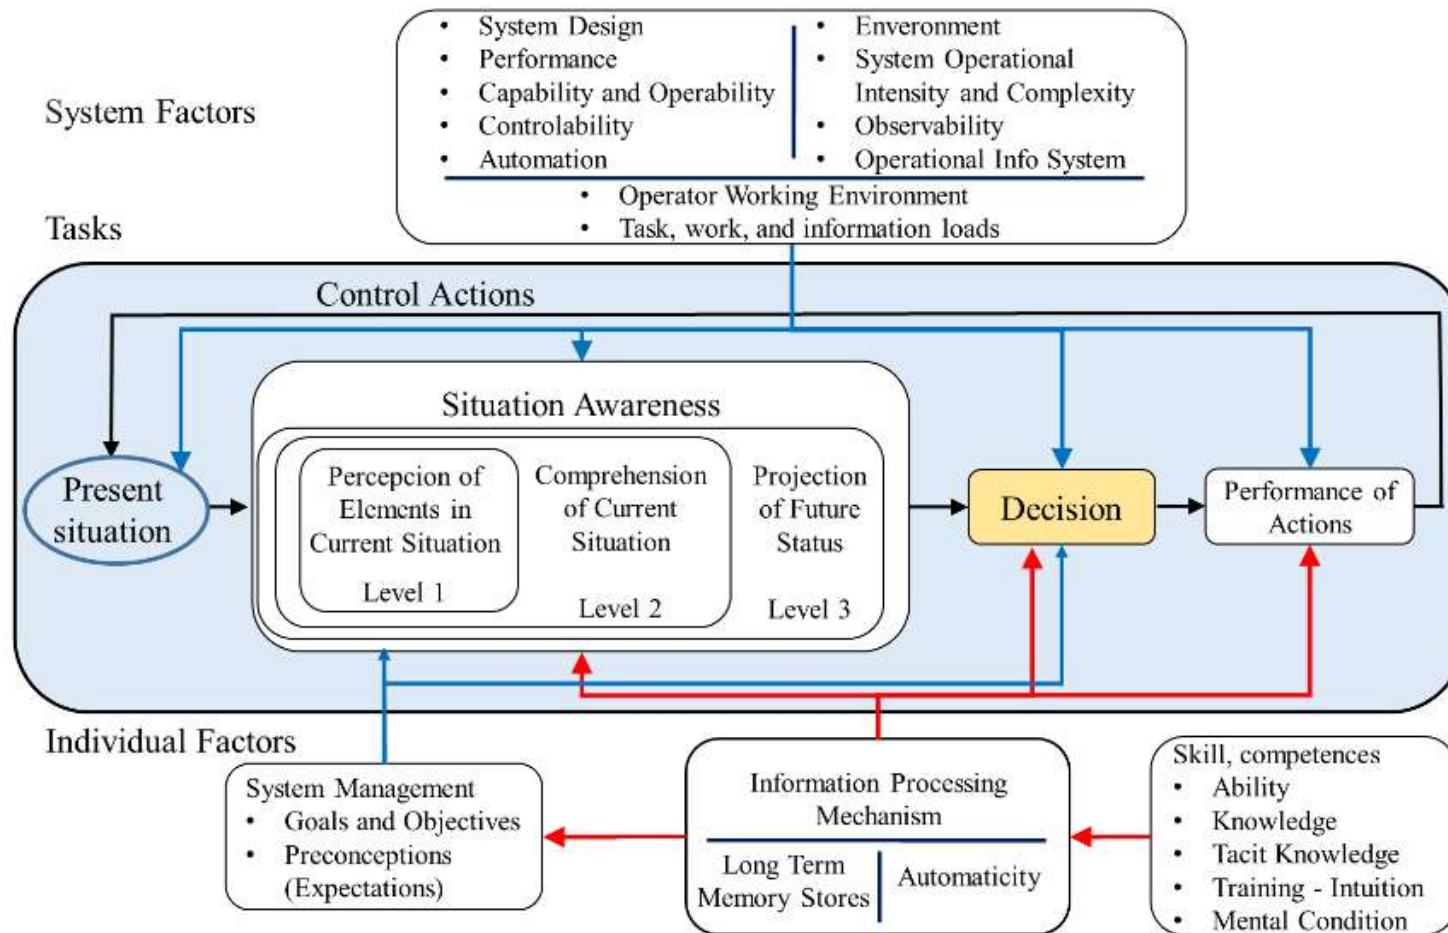 System Factors
• System Design
• Performance
• Capability and Operability
• Controlability
• Automation
• Enveronment
• System Operational
Intensity and Complexity
• Observability
• Operational Info System
• Operator Working Environment
• Task, work, and information loads
Tasks
Control Actions
Present
situation
Situation Awareness
Percepcion of
Elements in
Current Situation
Level 1
Comprehension
of Current
Situation
Level 2
Projection
of Future
Status
Level 3
Decision
Performance of
Actions
Individual Factors
System Management
• Goals and Objectives
• Preconceptions
(Expectations)
Information Processing
Mechanism
Long Term
Memory Stores
Automaticity
Skill, competences
• Ability
• Knowledge
• Tacit Knowledge
• Training - Intuition
• Mental Condition